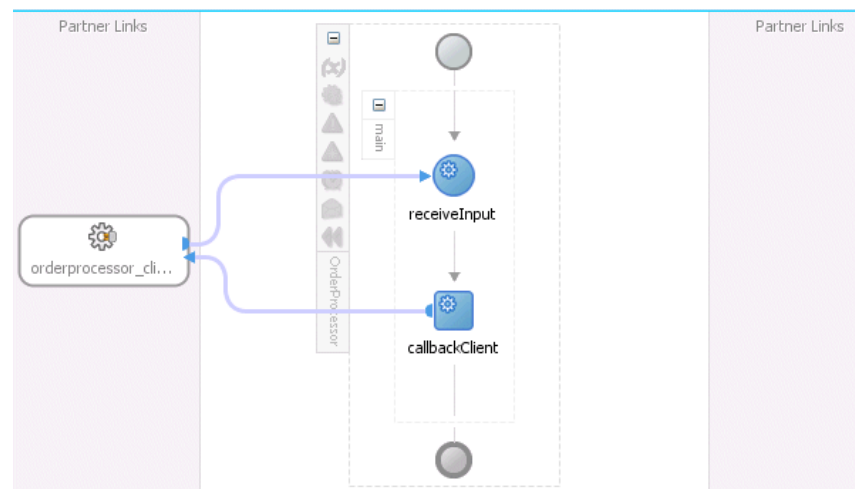 Partner Links
Partner Links
main
receiveInput
orderprocessor_cli...
OrderProcessor
callbackClient